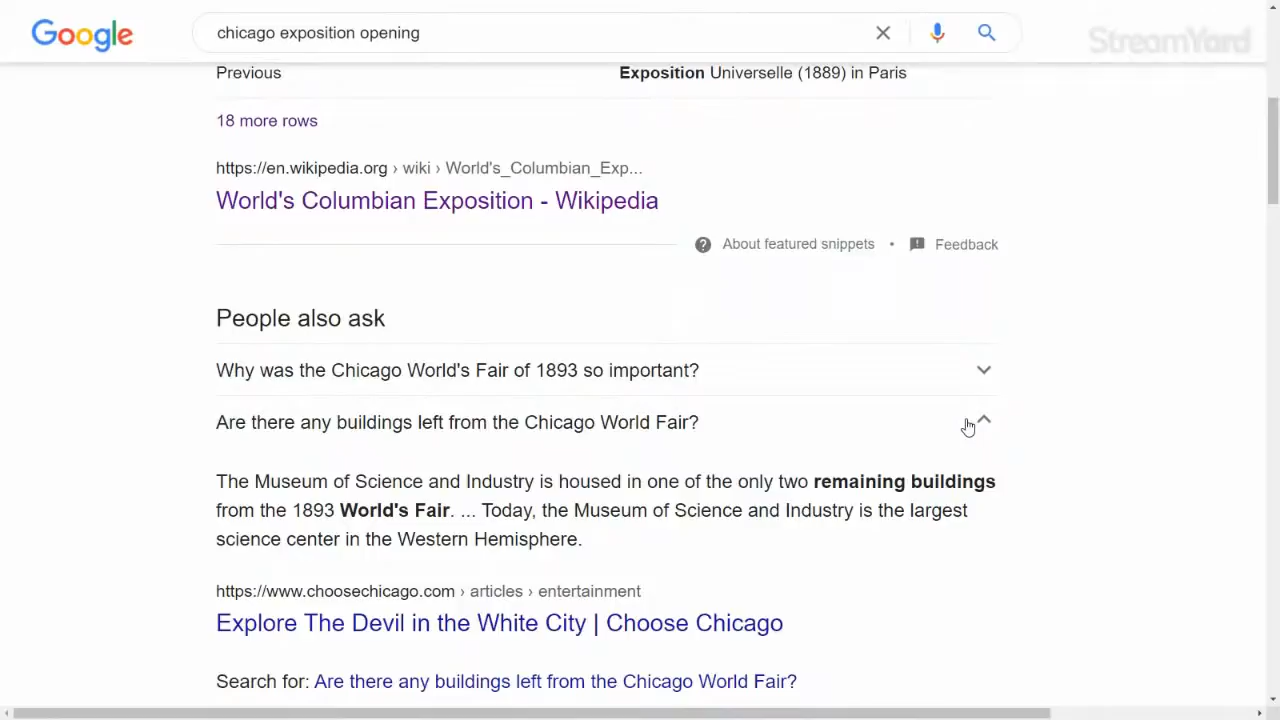 Google
chicago exposition opening
StreamYard
Previous
Exposition Universelle (1889) in Paris
18 more rows
https://en.wikipedia.org › wiki › World's_Columbian_Exp...
World's Columbian Exposition - Wikipedia
About featured snippets • Feedback
People also ask
Why was the Chicago World's Fair of 1893 so important?
Are there any buildings left from the Chicago World Fair?
The Museum of Science and Industry is housed in one of the only two remaining buildings
from the 1893 World's Fair. ... Today, the Museum of Science and Industry is the largest
science center in the Western Hemisphere.
https://www.choosechicago.com › articles › entertainment
Explore The Devil in the White City | Choose Chicago
Search for: Are there any buildings left from the Chicago World Fair?